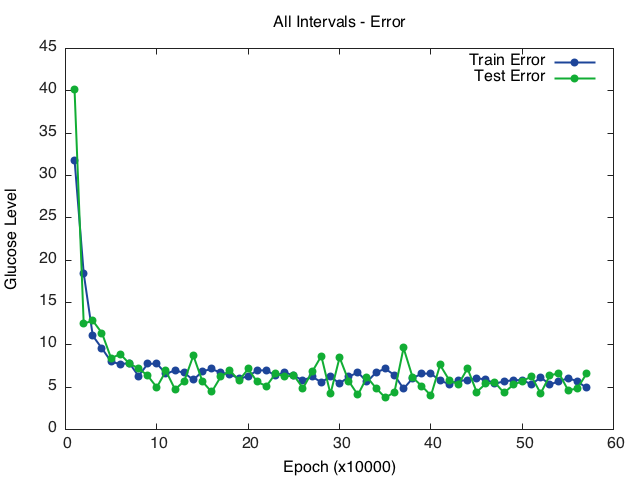 All Intervals - Error
Train Error
Test Error
45
40
35
30
25
20
15
10
5
0
Glucose Level
0 10 20 30 40 50 60
Epoch (x10000)